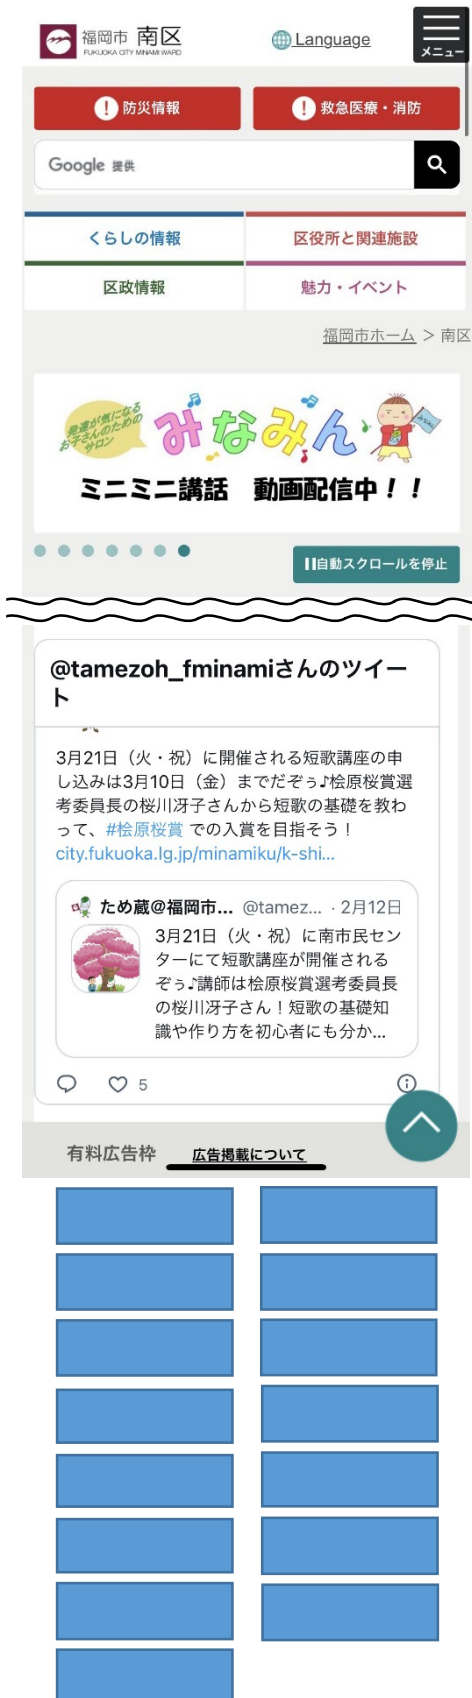 福岡市 南区
FUKUOKA CITY MINAMI WARD
Language
メニュー
防災情報
救急医療・消防
Google 提供
くらしの情報
区役所と関連施設
区政情報
魅力・イベント
福岡市ホーム > 南区
発達が気になる
お子さんのための
サロン
みなみん
ミニミニ講話 動画配信中！！
自動スクロールを停止
@tamezoh_fminamiさんのツイー
ト
3月21日（火・祝）に開催される短歌講座の申
し込みは3月10日（金）までだぞぅ♪桧原桜賞選
考委員長の桜川冴子さんから短歌の基礎を教わ
って、#桧原桜賞 での入賞を目指そう！
city.fukuoka.lg.jp/minamiku/k-shi...
ため蔵@福岡市... @tamez... · 2月12日
3月21日（火・祝）に南市民セン
ターにて短歌講座が開催される
ぞぅ♪講師は桧原桜賞選考委員長
の桜川冴子さん！短歌の基礎知
識や作り方を初心者にも分か...
5
有料広告枠 広告掲載について